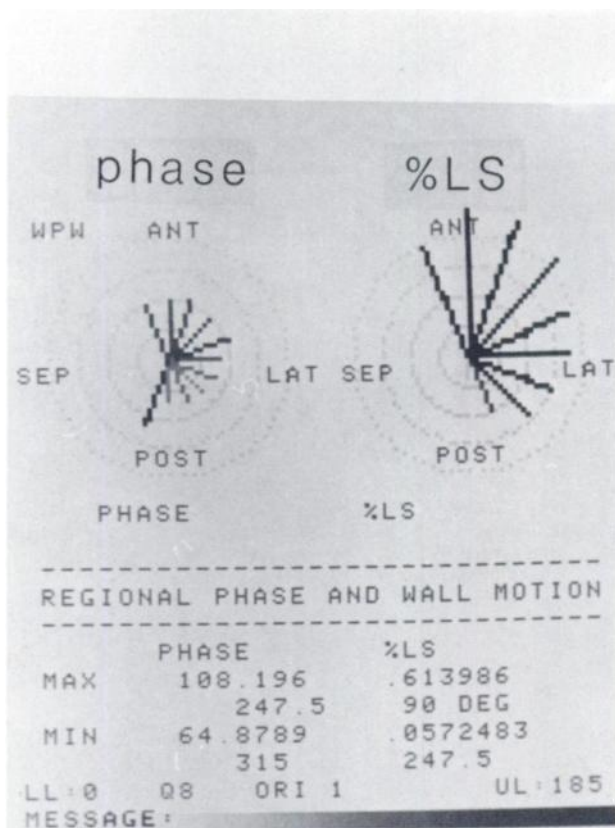 phase %LS
WPW ANT ANT
SEP LAT SEP LAT
POST POST
PHASE %LS
REGIONAL PHASE AND WALL MOTION
PHASE %LS
MAX 108.196 .613986
247.5 90 DEG
MIN 64.8789 .0572483
315 247.5
LL:0 Q8 ORI 1 UL:185
MESSAGE: